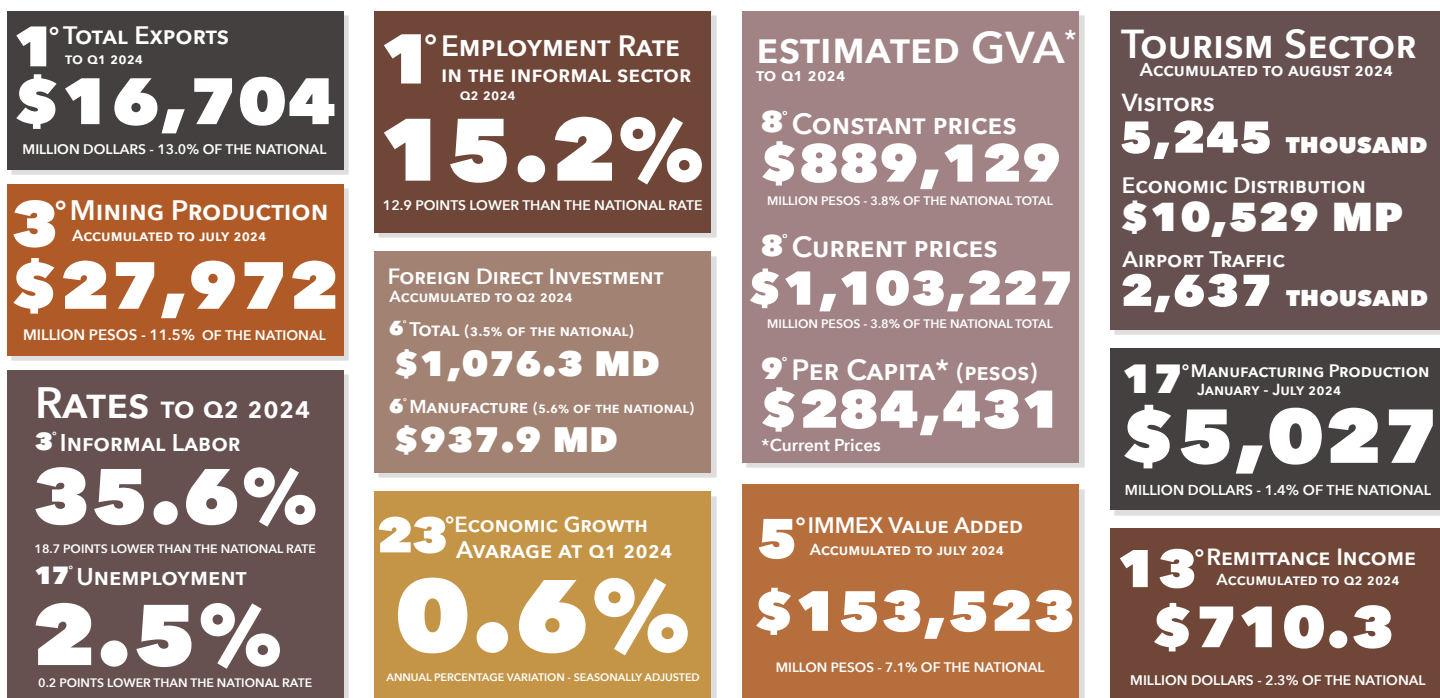 1° Total Exports
to Q1 2024
$16,704
MILLION DOLLARS - 13.0% OF THE NATIONAL
3° Mining Production
Accumulated to July 2024
$27,972
MILLION PESOS - 11.5% OF THE NATIONAL
Rates to Q2 2024
3° Informal Labor
35.6%
18.7 POINTS LOWER THAN THE NATIONAL RATE
17° Unemployment
2.5%
0.2 POINTS LOWER THAN THE NATIONAL RATE
1° Employment Rate
in the informal sector
Q2 2024
15.2%
12.9 POINTS LOWER THAN THE NATIONAL RATE
Foreign Direct Investment
Accumulated to Q2 2024
6° Total (3.5% of the national)
$1,076.3 MD
6° Manufacture (5.6% of the national)
$937.9 MD
23° Economic Growth
Avarage at Q1 2024
0.6%
ANNUAL PERCENTAGE VARIATION - SEASONALLY ADJUSTED
estimated GVA*
to Q1 2024
8° Constant prices
$889,129
MILLION PESOS - 3.8% OF THE NATIONAL TOTAL
8° Current prices
$1,103,227
MILLION PESOS - 3.8% OF THE NATIONAL TOTAL
9° Per Capita* (pesos)
$284,431
*Current Prices
5° IMMEX Value Added
Accumulated to July 2024
$153,523
MILLON PESOS - 7.1% OF THE NATIONAL
Tourism Sector
Accumulated to august 2024
Visitors
5,245 thousand
Economic Distribution
$10,529 MP
Airport Traffic
2,637 thousand
17° Manufacturing Production
January - July 2024
$5,027
MILLION DOLLARS - 1.4% OF THE NATIONAL
13° Remittance Income
Accumulated to Q2 2024
$710.3
MILLION DOLLARS - 2.3% OF THE NATIONAL